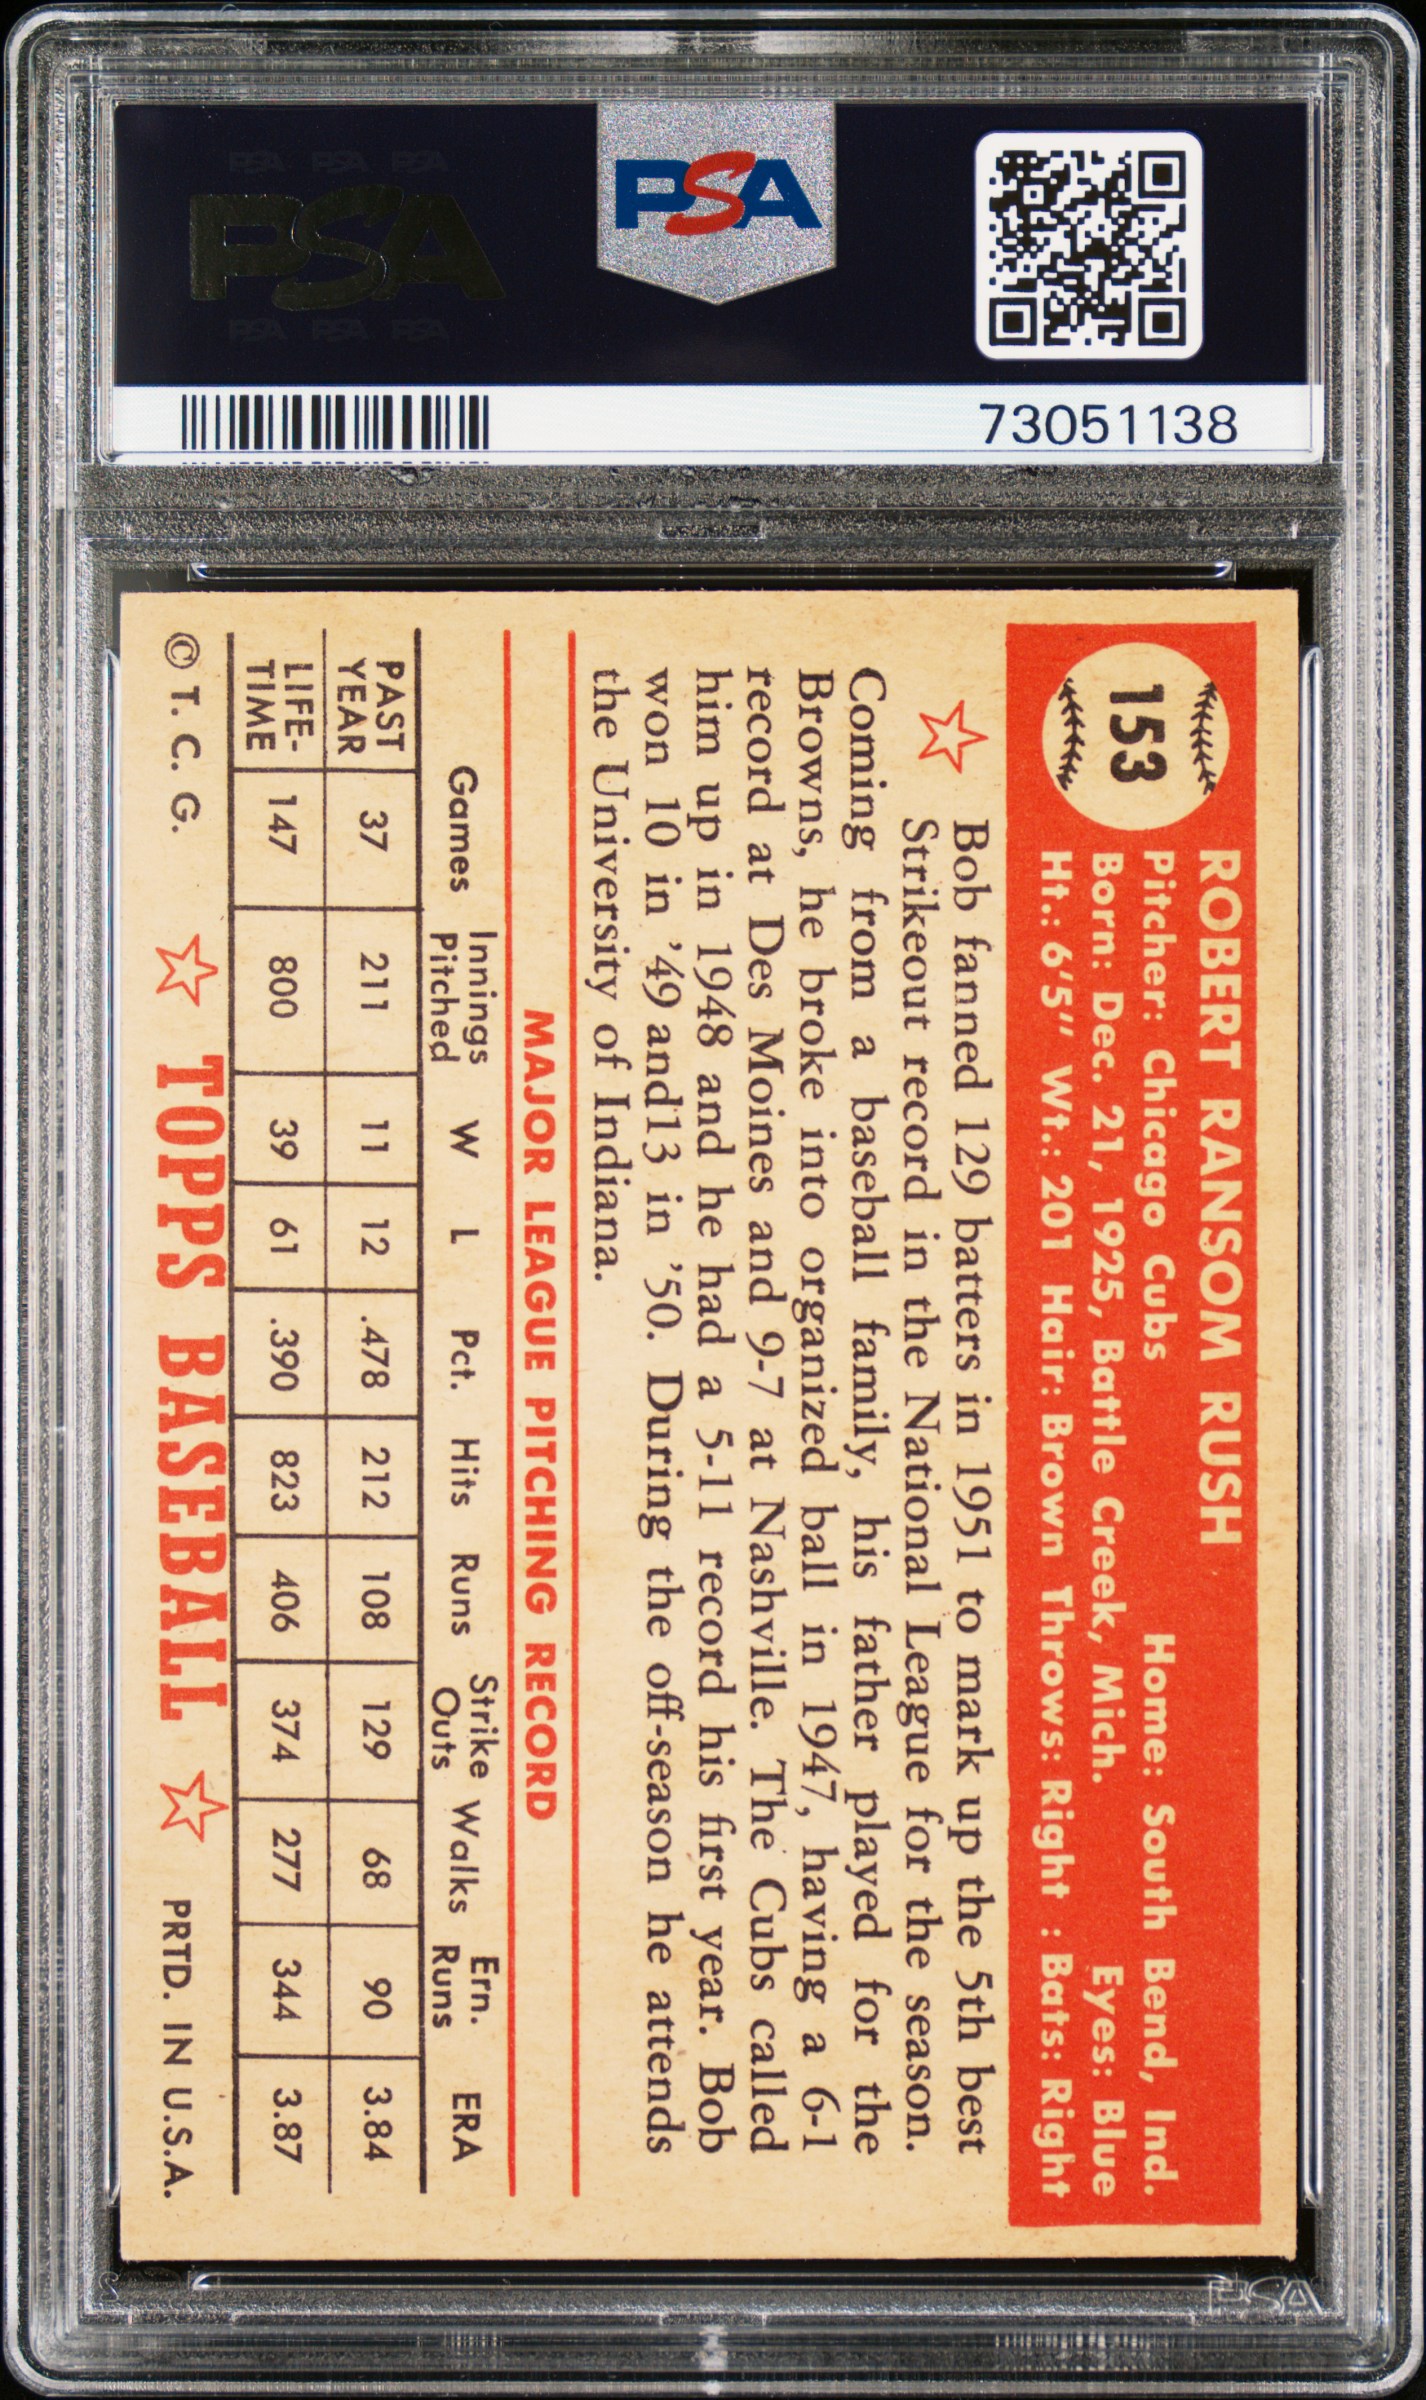 PSA PSA PSA
PSA
PSA PSA PSA
PSA
73051138
153
ROBERT RANSOM RUSH
Pitcher: Chicago Cubs Home: South Bend, Ind.
Born: Dec. 21, 1925, Battle Creek, Mich. Eyes: Blue
Ht.: 6'5" Wt.: 201 Hair: Brown Throws: Right : Bats: Right
Bob fanned 129 batters in 1951 to mark up the 5th best
Strikeout record in the National League for the season.
Coming from a baseball family, his father played for the
Browns, he broke into organized ball in 1947, having a 6-1
record at Des Moines and 9-7 at Nashville. The Cubs called
him up in 1948 and he had a 5-11 record his first year. Bob
won 10 in '49 and13 in '50. During the off-season he attends
the University of Indiana.
MAJOR LEAGUE PITCHING RECORD
Games Innings Pitched W L Pct. Hits Runs Strike Outs Walks Ern. Runs ERA
PAST YEAR 37 211 11 12 .478 212 108 129 68 90 3.84
LIFE-TIME 147 800 39 61 .390 823 406 374 277 344 3.87
© T. C. G. TOPPS BASEBALL PRTD. IN U.S.A.
PSA